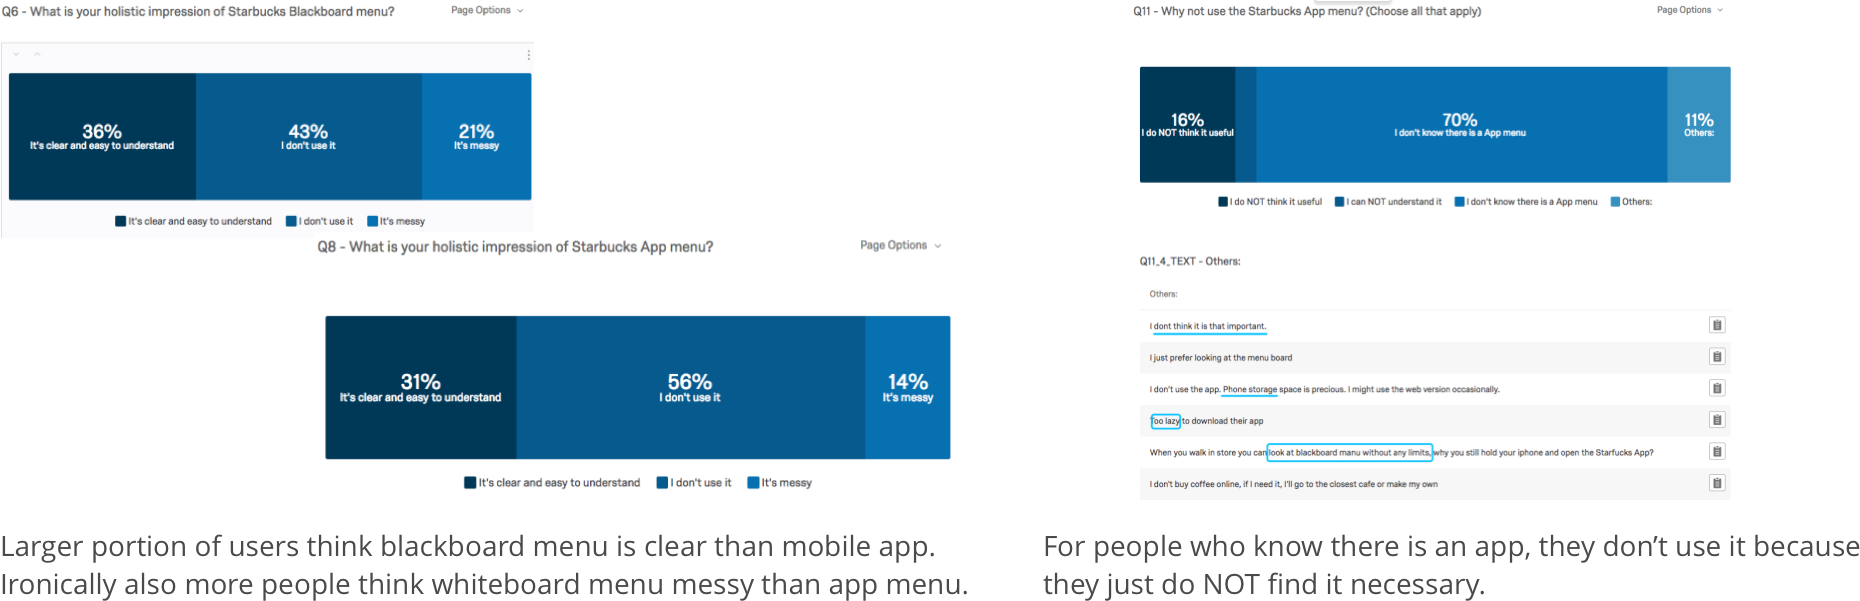 Q6 - What is your holistic impression of Starbucks Blackboard menu?
Page Options
36%
It's clear and easy to understand
43%
I don't use it
21%
It's messy
It's clear and easy to understand
I don't use it
It's messy
Q8 - What is your holistic impression of Starbucks App menu?
Page Options
31%
It's clear and easy to understand
56%
I don't use it
14%
It's messy
It's clear and easy to understand
I don't use it
It's messy
Larger portion of users think blackboard menu is clear than mobile app.
Ironically also more people think whiteboard menu messy than app menu.
Q11 - Why not use the Starbucks App menu? (Choose all that apply)
Page Options
16%
I do NOT think it useful
70%
I don't know there is a App menu
11%
Others:
I do NOT think it useful
I can NOT understand it
I don't know there is a App menu
Others:
Q11_4_TEXT - Others:
Others:
I dont think it is that important.
I just prefer looking at the menu board
I don't use the app. Phone storage space is precious. I might use the web version occasionally.
Too lazy to download their app
When you walk in store you can look at blackboard manu without any limits, why you still hold your iphone and open the Starfucks App?
I don't buy coffee online, if I need it, I'll go to the closest cafe or make my own
For people who know there is an app, they don't use it because
they just do NOT find it necessary.